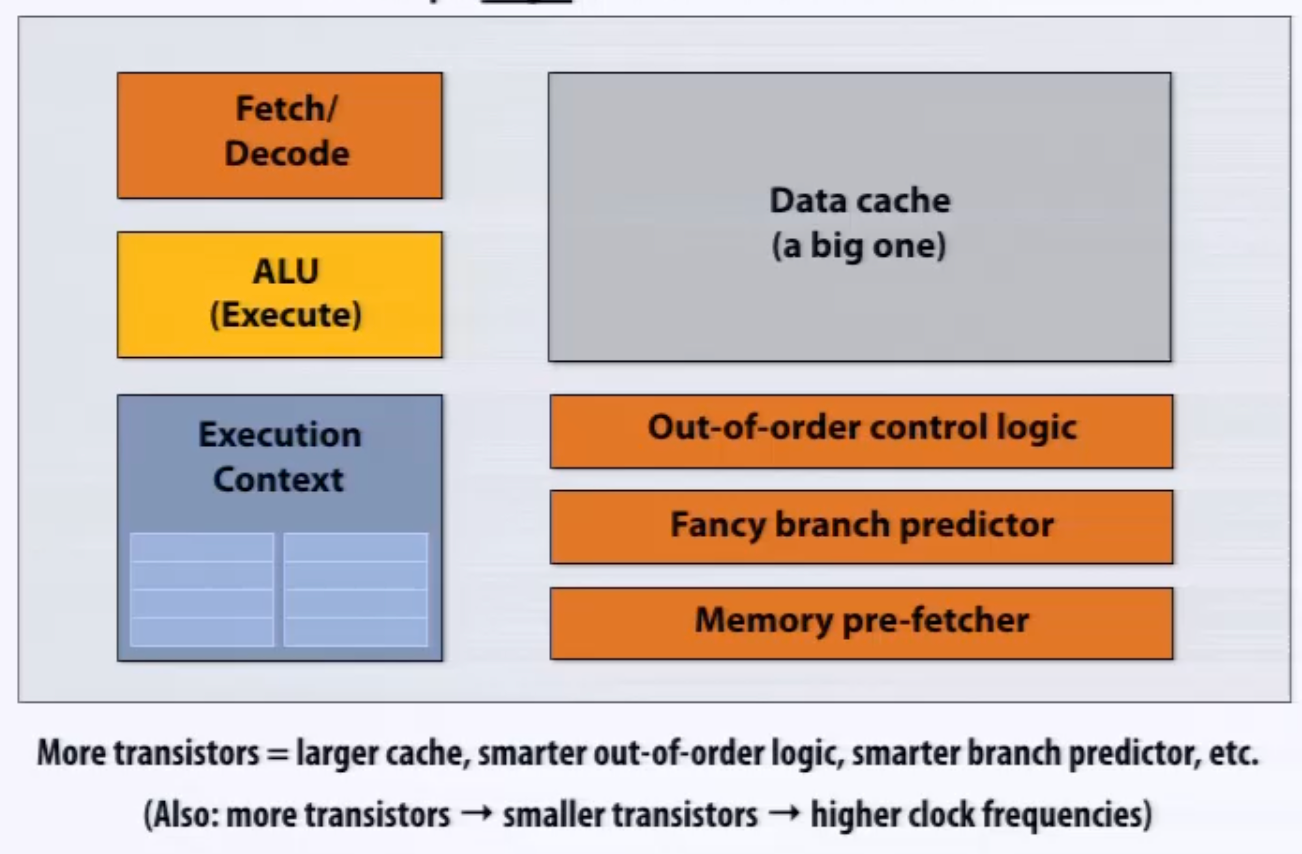 Fetch/
Decode
ALU
(Execute)
Execution
Context
Data cache
(a big one)
Out-of-order control logic
Fancy branch predictor
Memory pre-fetcher
More transistors = larger cache, smarter out-of-order logic, smarter branch predictor, etc.
(Also: more transistors → smaller transistors → higher clock frequencies)